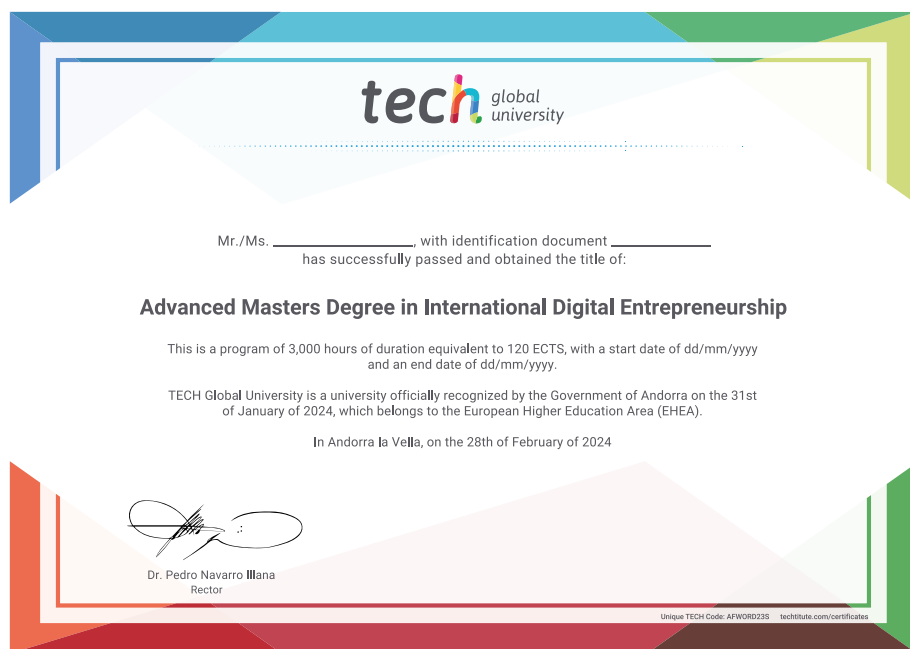 tech global university
Mr./Ms. ____________, with identification document ____________
has successfully passed and obtained the title of:
Advanced Masters Degree in International Digital Entrepreneurship
This is a program of 3,000 hours of duration equivalent to 120 ECTS, with a start date of dd/mm/yyyy
and an end date of dd/mm/yyyy.
TECH Global University is a university officially recognized by the Government of Andorra on the 31st
of January of 2024, which belongs to the European Higher Education Area (EHEA).
In Andorra la Vella, on the 28th of February of 2024
Dr. Pedro Navarro Illana
Rector
Unique TECH Code: AFWORD23S techtitute.com/certificates